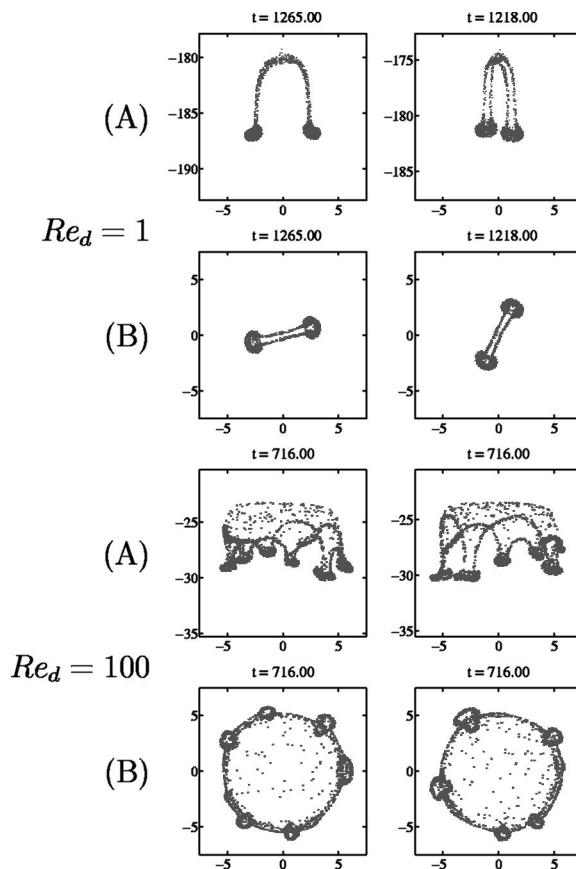 t = 1265.00 t = 1218.00
−180 −175
(A) −185 −180
−190 −185
−5 0 5 −5 0 5
Re_d = 1
t = 1265.00 t = 1218.00
5 5
(B) 0 0
−5 −5
−5 0 5 −5 0 5
t = 716.00 t = 716.00
(A) −25 −25
−30 −30
−35 −35
−5 0 5 −5 0 5
Re_d = 100
t = 716.00 t = 716.00
5 5
(B) 0 0
−5 −5
−5 0 5 −5 0 5